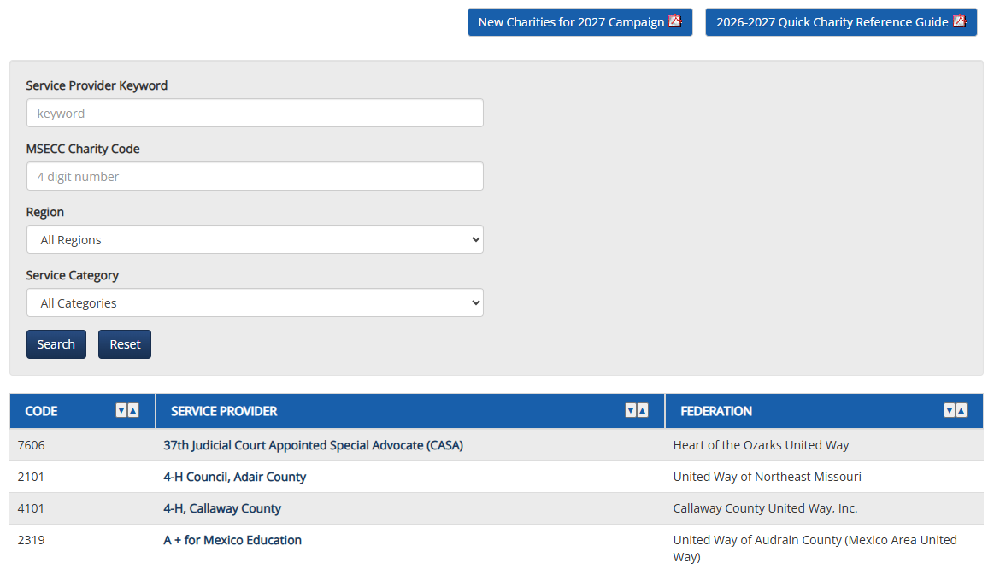 New Charities for 2027 Campaign
2026-2027 Quick Charity Reference Guide
Service Provider Keyword
keyword
MSECC Charity Code
4 digit number
Region
All Regions
Service Category
All Categories
Search Reset
CODE SERVICE PROVIDER FEDERATION
7606 37th Judicial Court Appointed Special Advocate (CASA) Heart of the Ozarks United Way
2101 4-H Council, Adair County United Way of Northeast Missouri
4101 4-H, Callaway County Callaway County United Way, Inc.
2319 A + for Mexico Education United Way of Audrain County (Mexico Area United
Way)